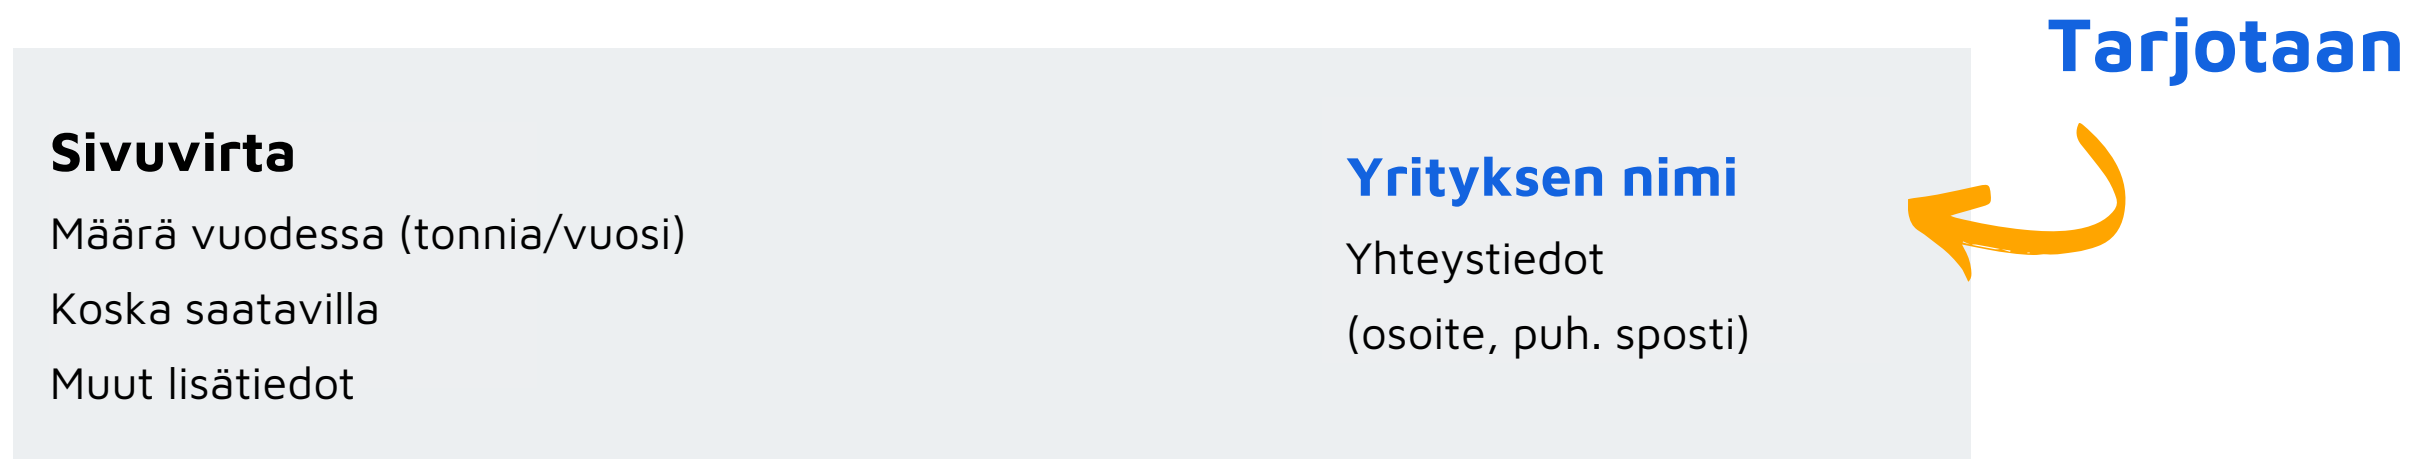 Tarjotaan
Sivuvirta
Määrä vuodessa (tonnia/vuosi)
Koska saatavilla
Muut lisätiedot
Yrityksen nimi
Yhteystiedot
(osoite, puh. sposti)